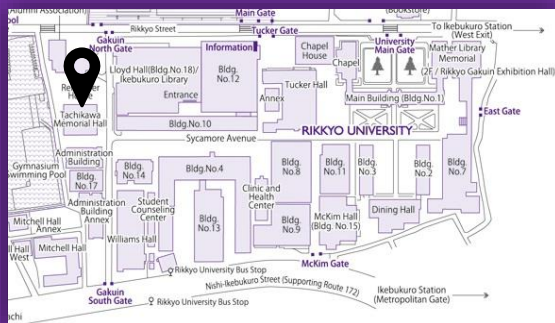 Alumni Association
Main Gate
(Bookstore)
ool
Rikkyo Street
Tucker Gate
To Ikebukuro Station
(West Exit)
Gakuin
North Gate
Information
Chapel
House
University
Main Gate
Mather Library
Memorial
(2F / Rikkyo Gakuin Exhibition Hall)
Lloyd Hall(Bldg No.18)/
Ikebukuro Library
Bldg.
No.12
Chapel
Tucker Hall
Entrance
Annex
Main Building (Bldg.No.1)
Tachikawa
Memorial Hall
Bldg.No.10
East Gate
RIKKYO UNIVERSITY
Sycamore Avenue
Administration
Building
Gymnasium
Swimming Pool
Bldg.
No.17
Bldg.
No.14
Bldg.No.4
Bldg.
No.8
Bldg.
No.11
Bldg.
No.3
Bldg.
No.2
Bldg.
No.7
Administration
Building
Annex
Student
Counseling
Center
Clinic and
Health
Center
Mitchell Hall
Annex
Bldg.
No.13
Bldg.
No.9
McKim Hall
(Bldg. No.15)
Dining Hall
Williams Hall
Mitchell Hall
ll Hall
West
McKim Gate
Rikkyo University Bus Stop
Gakuin
South Gate
Nishi-Ikebukuro Street (Supporting Route 172)
Ikebukuro Station
(Metropolitan Gate)
Rikkyo University Bus Stop
achi